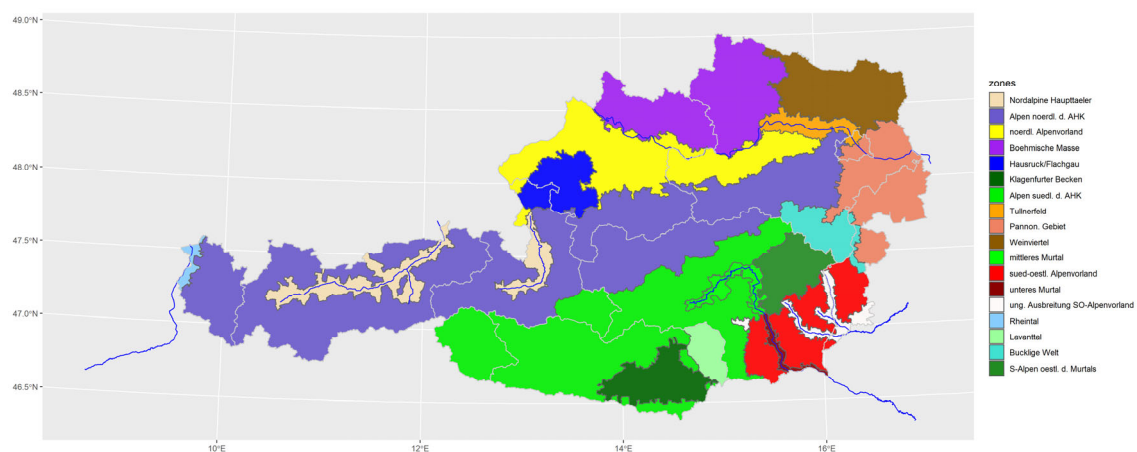 49.0°N
48.5°N
48.0°N
47.5°N
47.0°N
46.5°N
10°E
12°E
14°E
16°E
zones
Nordalpine Haupttaeler
Alpen noerdl. d. AHK
noerdl. Alpenvorland
Boehmische Masse
Hausruck/Flachgau
Klagenfurter Becken
Alpen suedl. d. AHK
Tullnerfeld
Pannon. Gebiet
Weinviertel
mittleres Murtal
sued-oestl. Alpenvorland
unteres Murtal
ung. Ausbreitung SO-Alpenvorland
Rheintal
Lavanttal
Bucklige Welt
S-Alpen oestl. d. Murtals